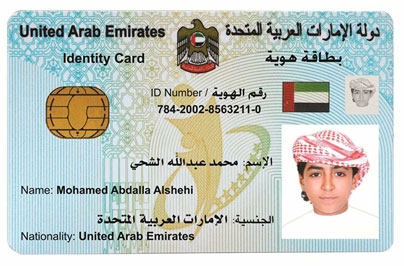 United Arab Emirates دولة الإمارات العربية المتحدة
Identity Card بطاقة هوية
ID Number / رقم الهوية
784-2002-8563211-0
الإسم: محمد عبدالله الشحي
Name: Mohamed Abdalla Alshehi
الجنسية: الإمارات العربية المتحدة
Nationality: United Arab Emirates